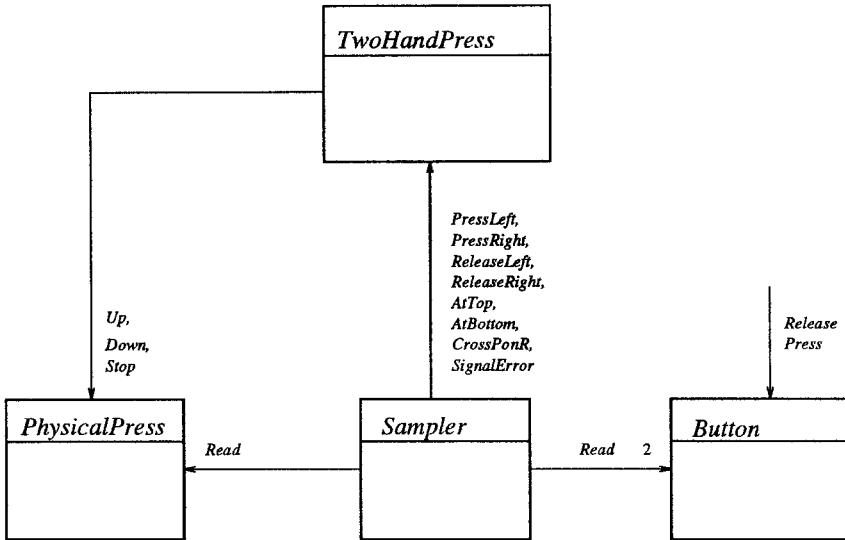 TwoHandPress
PressLeft,
PressRight,
ReleaseLeft,
ReleaseRight,
AtTop,
AtBottom,
CrossPonR,
SignalError
Up,
Down,
Stop
Release
Press
PhysicalPress
Sampler
Button
Read
Read 2